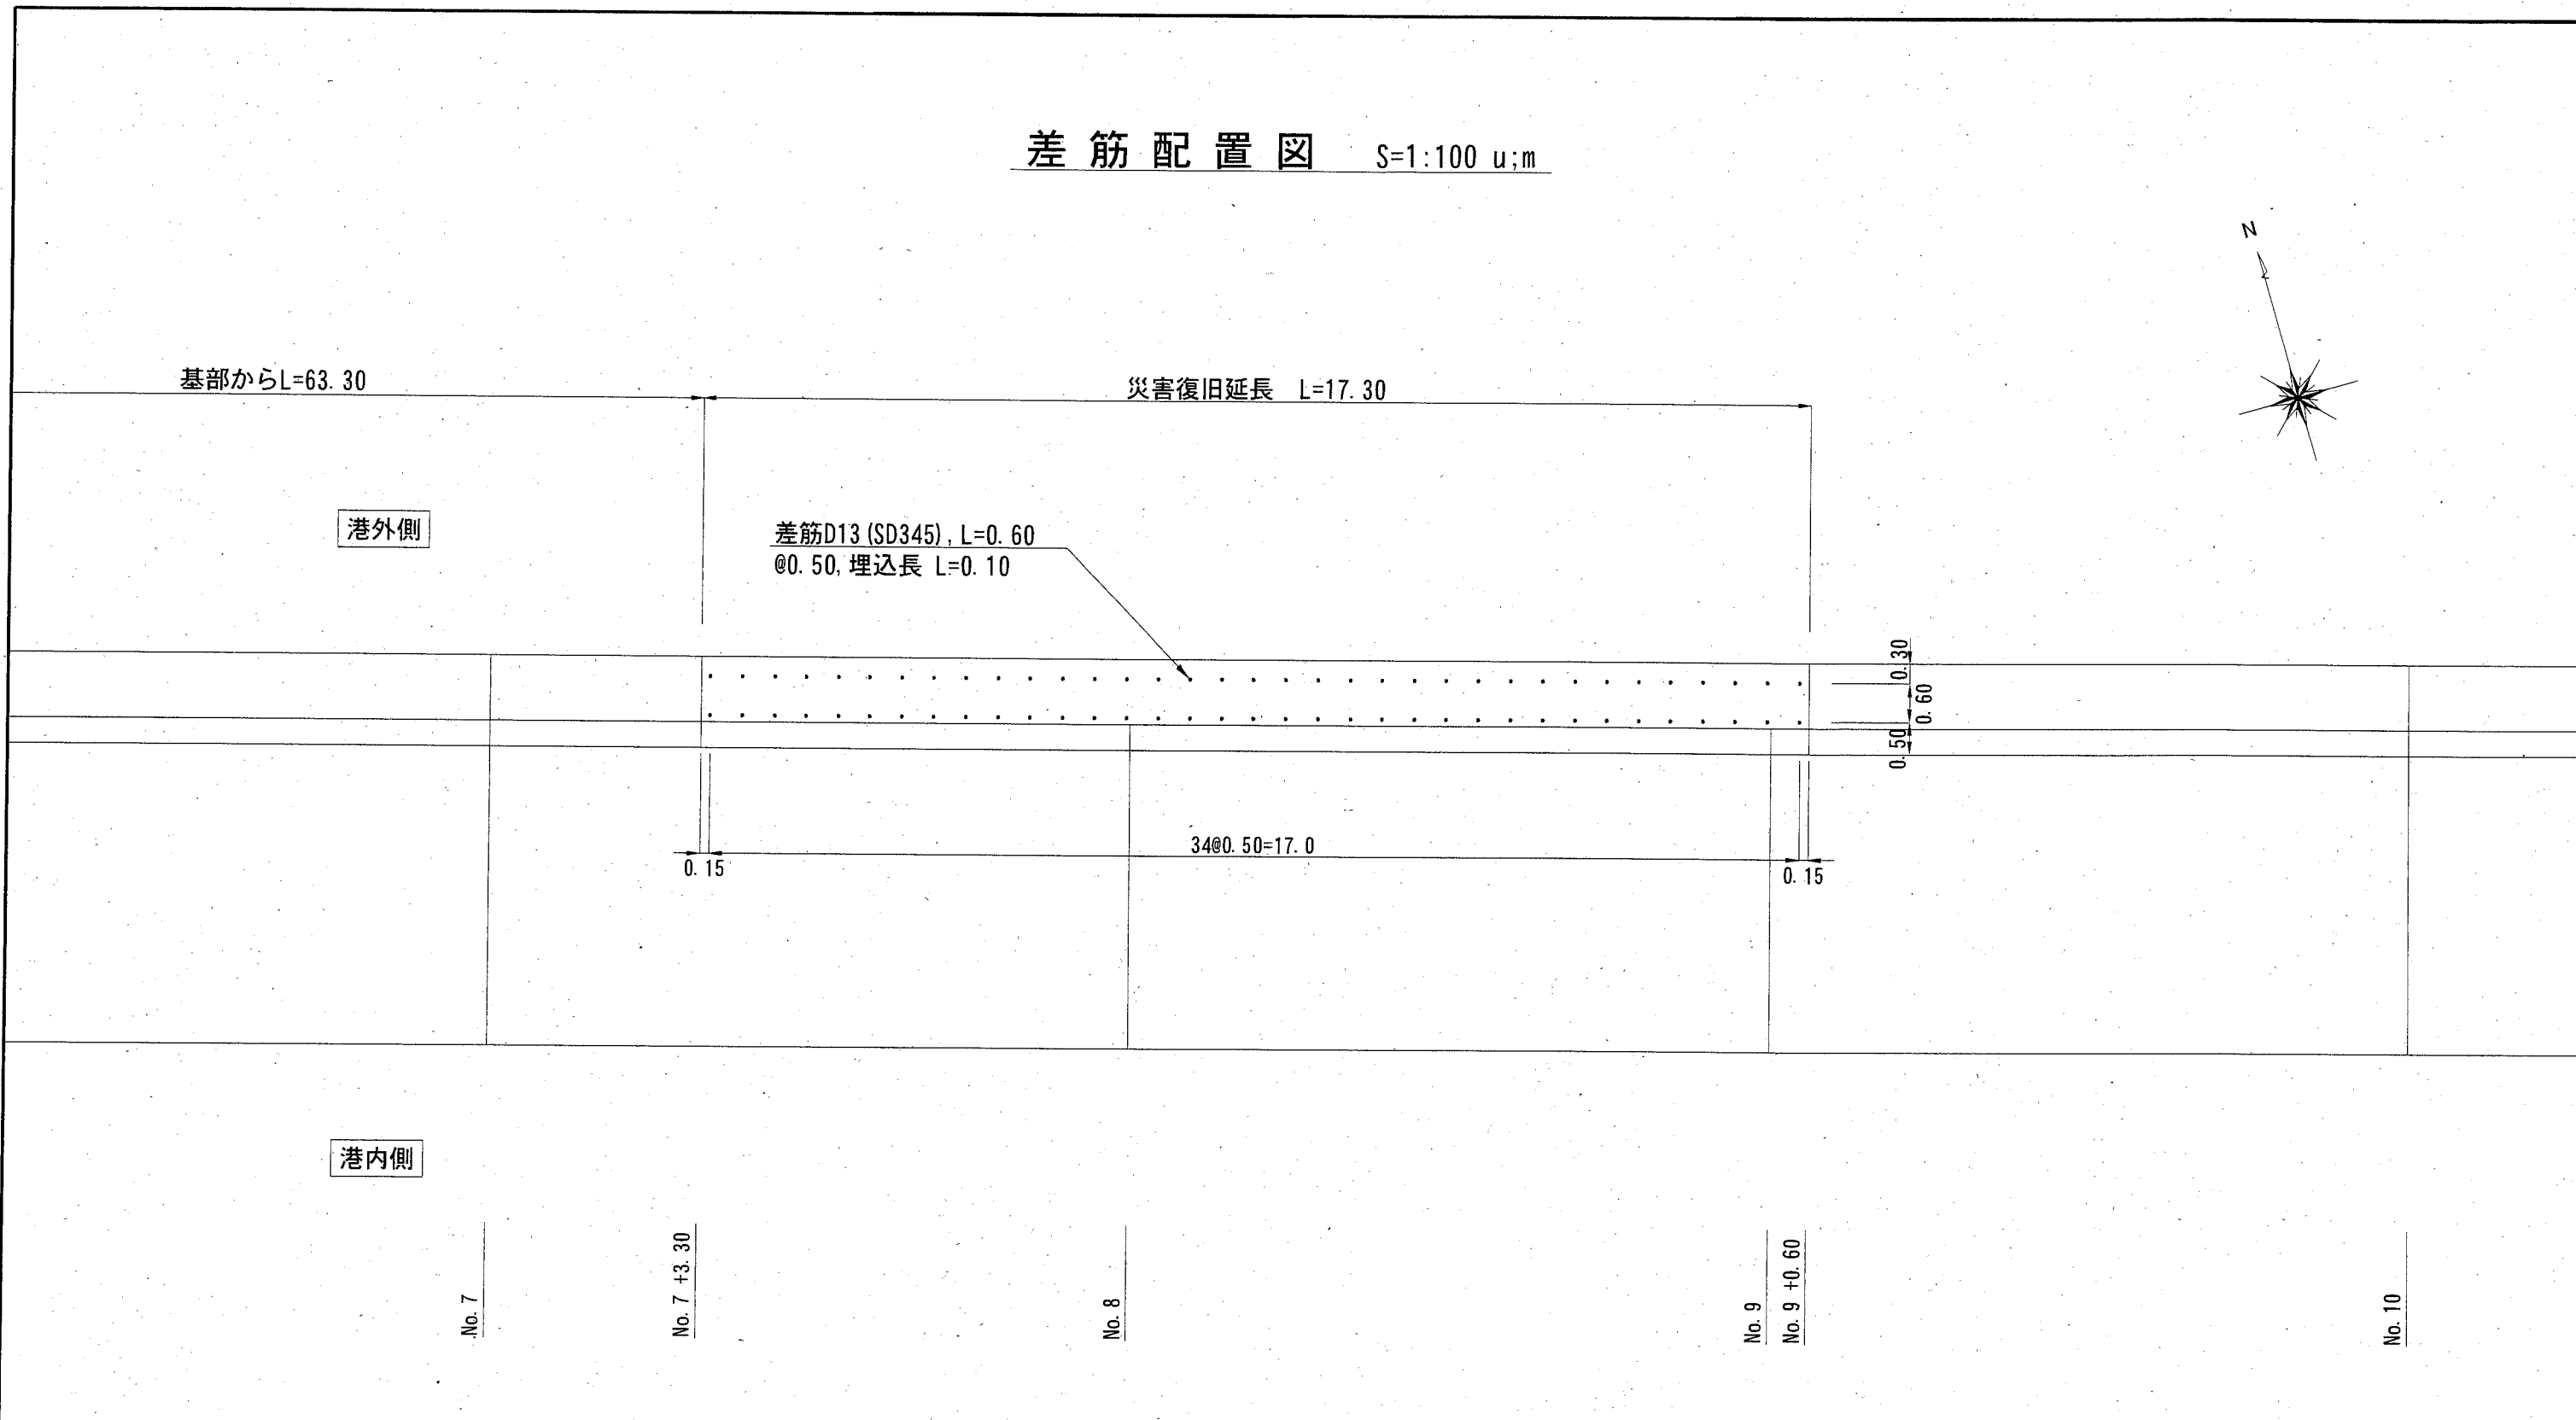 差筋配置図 S=1:100 u;m
N
基部からL=63.30
災害復旧延長 L=17.30
港外側
差筋D13(SD345), L=0.60
@0.50, 埋込長 L=0.10
0.30
0.60
0.50
34@0.50=17.0
0.15
0.15
港内側
No.7
No.7 +3.30
No.8
No.9
No.9 +0.60
No.10